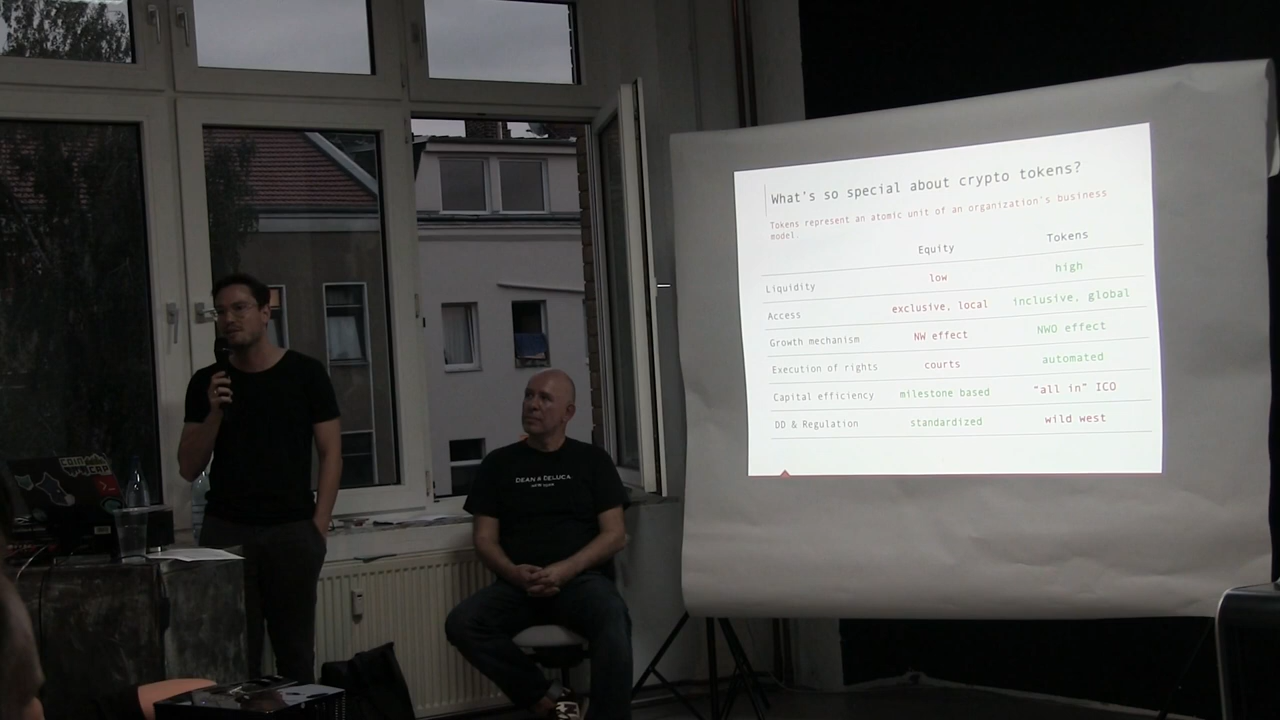 What's so special about crypto tokens?
Tokens represent an atomic unit of an organization's business
model.
Equity Tokens
Liquidity low high
Access exclusive, local inclusive, global
Growth mechanism NW effect NWO effect
Execution of rights courts automated
Capital efficiency milestone based "all in" ICO
DD & Regulation standardized wild west
DEAN & DELUCA
COIN
CAP